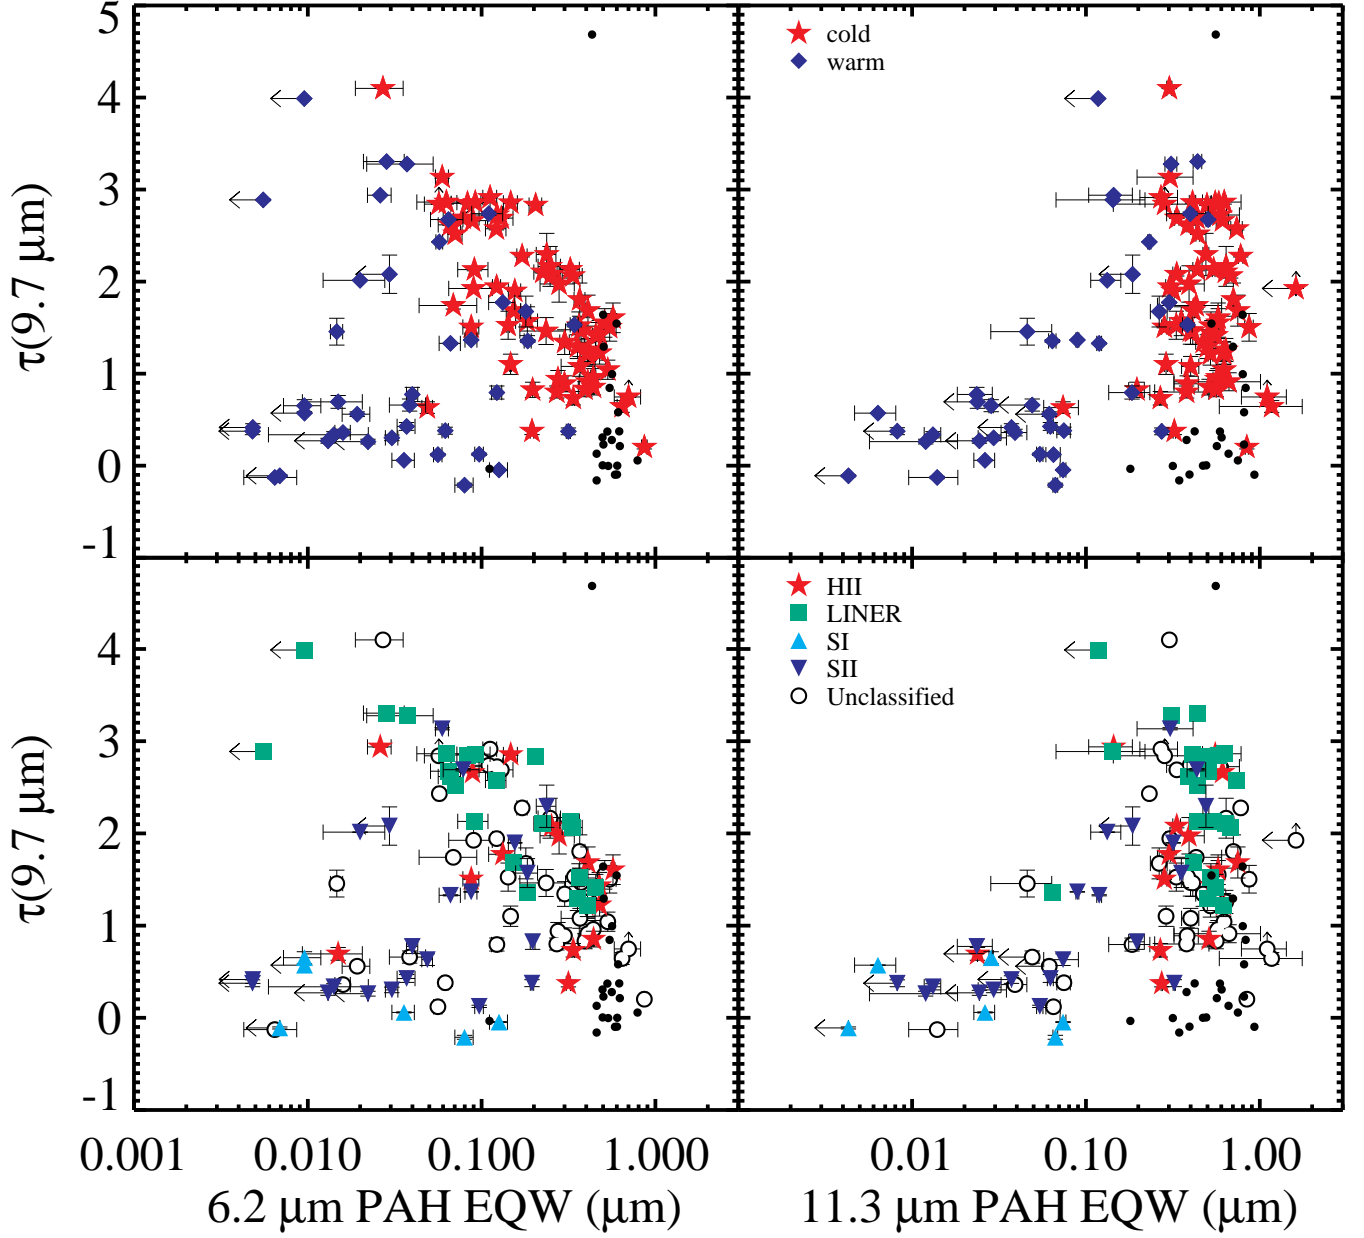 5
4
3
2
1
0
-1
τ(9.7 μm)
cold
warm
4
3
2
1
0
-1
τ(9.7 μm)
HII
LINER
SI
SII
Unclassified
0.001 0.010 0.100 1.000 0.01 0.10 1.00
6.2 μm PAH EQW (μm) 11.3 μm PAH EQW (μm)